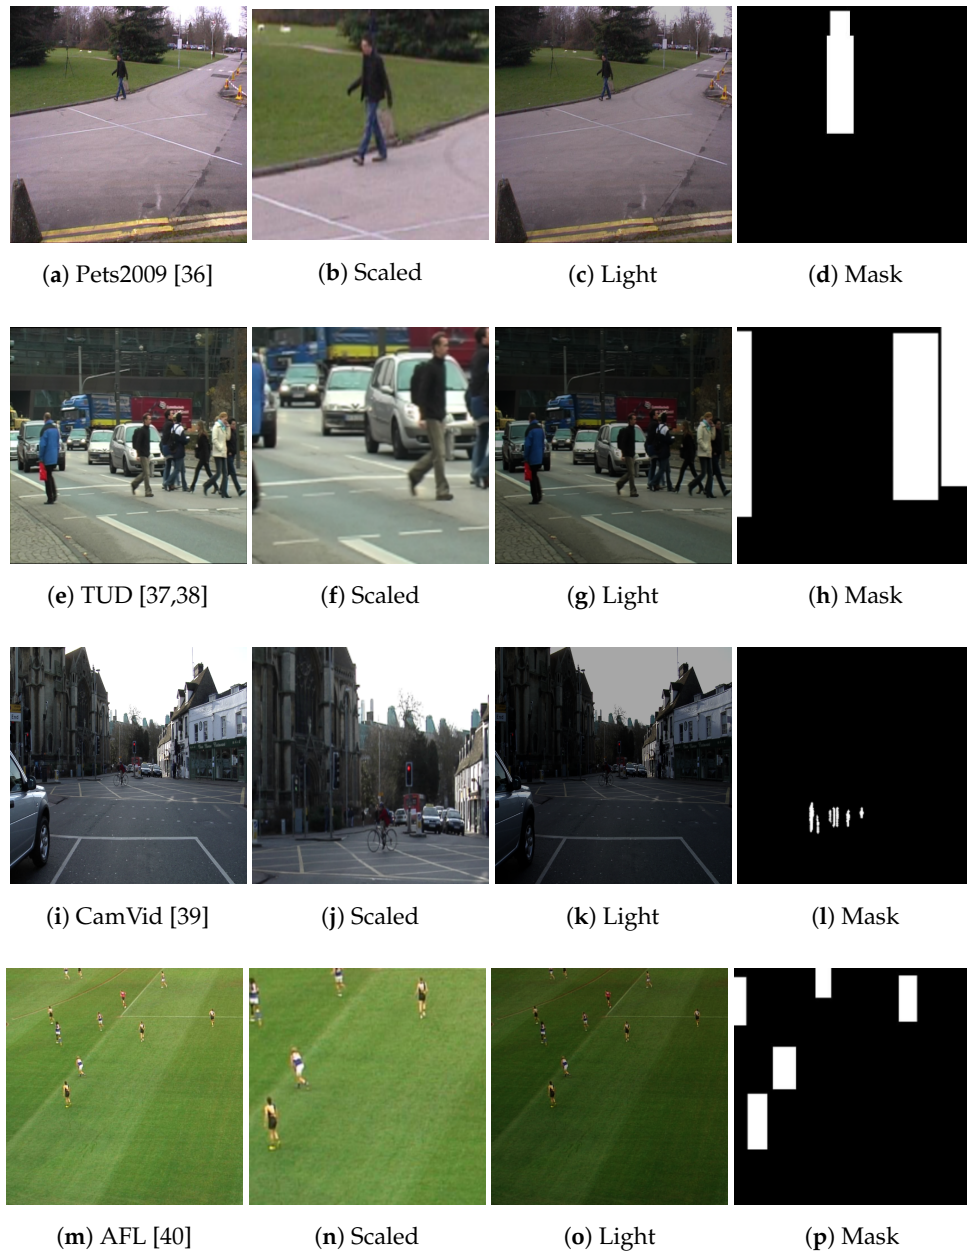 (a) Pets2009 [36] (b) Scaled (c) Light (d) Mask
(e) TUD [37,38] (f) Scaled (g) Light (h) Mask
(i) CamVid [39] (j) Scaled (k) Light (l) Mask
(m) AFL [40] (n) Scaled (o) Light (p) Mask